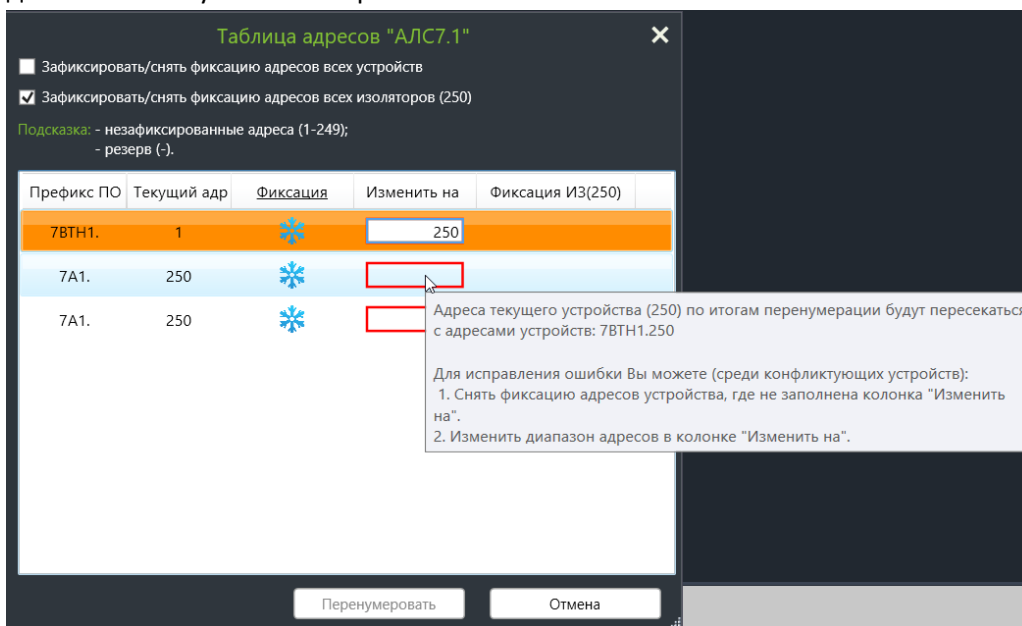 Таблица адресов "АЛС7.1"
Зафиксировать/снять фиксацию адресов всех устройств
Зафиксировать/снять фиксацию адресов всех изоляторов (250)
Подсказка: - незафиксированные адреса (1-249);
- резерв (-).
Префикс ПО Текущий адр Фиксация Изменить на Фиксация ИЗ(250)
7ВТН1. 1 250
7А1. 250
7А1. 250
Адреса текущего устройства (250) по итогам перенумерации будут пересекаться
с адресами устройств: 7ВТН1.250
Для исправления ошибки Вы можете (среди конфликтующих устройств):
1. Снять фиксацию адресов устройства, где не заполнена колонка "Изменить
на".
2. Изменить диапазон адресов в колонке "Изменить на".
Перенумеровать Отмена